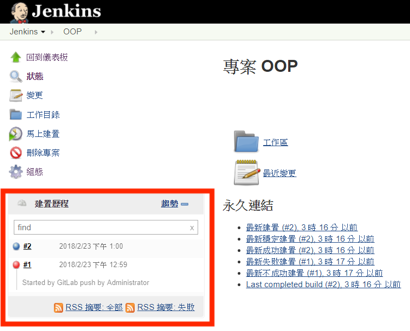 Jenkins
Jenkins OOP
回到儀表板
狀態
變更
工作目錄
馬上建置
刪除專案
組態
建置歷程 趨勢
find x
#2 2018/2/23 下午 1:00
#1 2018/2/23 下午 12:59
Started by GitLab push by Administrator
RSS 摘要: 全部 RSS 摘要: 失敗
專案 OOP
工作區
最近變更
永久連結
最新建置 (#2), 3 時 16 分 以前
最新穩定建置 (#2), 3 時 16 分 以前
最新成功建置 (#2), 3 時 16 分 以前
最新失敗建置 (#1), 3 時 17 分 以前
最新不成功建置 (#1), 3 時 17 分 以前
Last completed build (#2), 3 時 16 分 以前